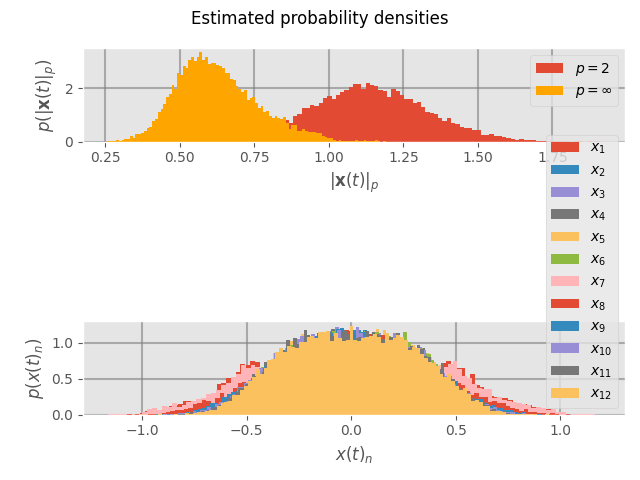 Estimated probability densities
p(|x(t)|p)
2
0
p = 2
p = ∞
0.25 0.50 0.75 1.00 1.25 1.50 1.75
|x(t)|p
x1
x2
x3
x4
x5
x6
x7
x8
x9
x10
x11
x12
p(x(t)n)
1.0
0.5
0.0
−1.0 −0.5 0.0 0.5 1.0
x(t)n